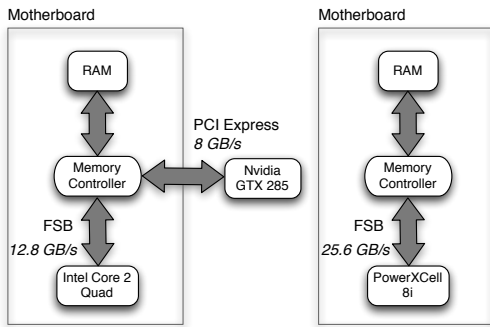 Motherboard
RAM
PCI Express
8 GB/s
Memory
Controller
Nvidia
GTX 285
FSB
12.8 GB/s
Intel Core 2
Quad
Motherboard
RAM
Memory
Controller
FSB
25.6 GB/s
PowerXCell
8i